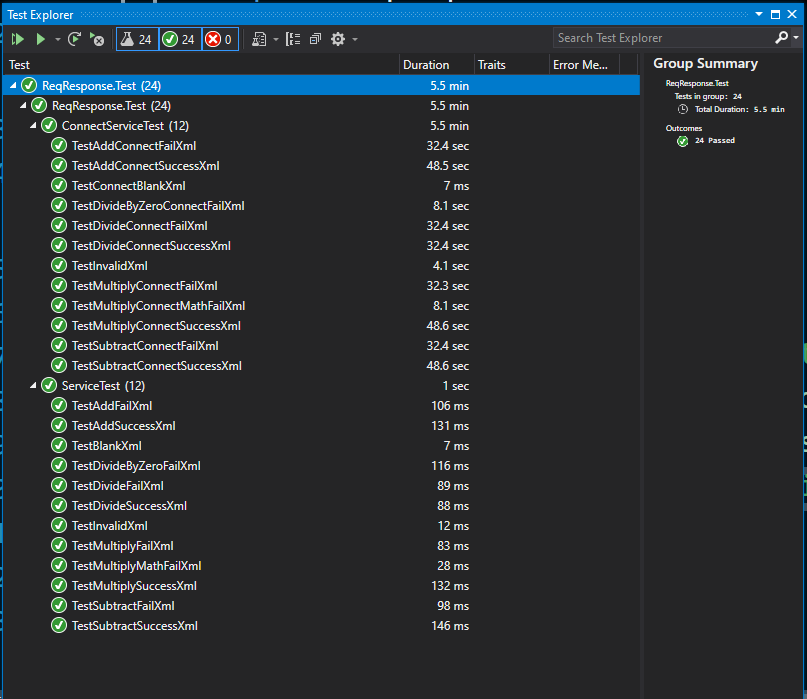 Test Explorer
24 24 0 Search Test Explorer
Test Duration Traits Error Me...
ReqResponse.Test (24) 5.5 min
ReqResponse.Test (24) 5.5 min
ConnectServiceTest (12) 5.5 min
TestAddConnectFailXml 32.4 sec
TestAddConnectSuccessXml 48.5 sec
TestConnectBlankXml 7 ms
TestDivideByZeroConnectFailXml 8.1 sec
TestDivideConnectFailXml 32.4 sec
TestDivideConnectSuccessXml 32.4 sec
TestInvalidXml 4.1 sec
TestMultiplyConnectFailXml 32.3 sec
TestMultiplyConnectMathFailXml 8.1 sec
TestMultiplyConnectSuccessXml 48.6 sec
TestSubtractConnectFailXml 32.4 sec
TestSubtractConnectSuccessXml 48.6 sec
ServiceTest (12) 1 sec
TestAddFailXml 106 ms
TestAddSuccessXml 131 ms
TestBlankXml 7 ms
TestDivideByZeroFailXml 116 ms
TestDivideFailXml 89 ms
TestDivideSuccessXml 88 ms
TestInvalidXml 12 ms
TestMultiplyFailXml 83 ms
TestMultiplyMathFailXml 28 ms
TestMultiplySuccessXml 132 ms
TestSubtractFailXml 98 ms
TestSubtractSuccessXml 146 ms
Group Summary
ReqResponse.Test
Tests in group: 24
Total Duration: 5.5 min
Outcomes
24 Passed